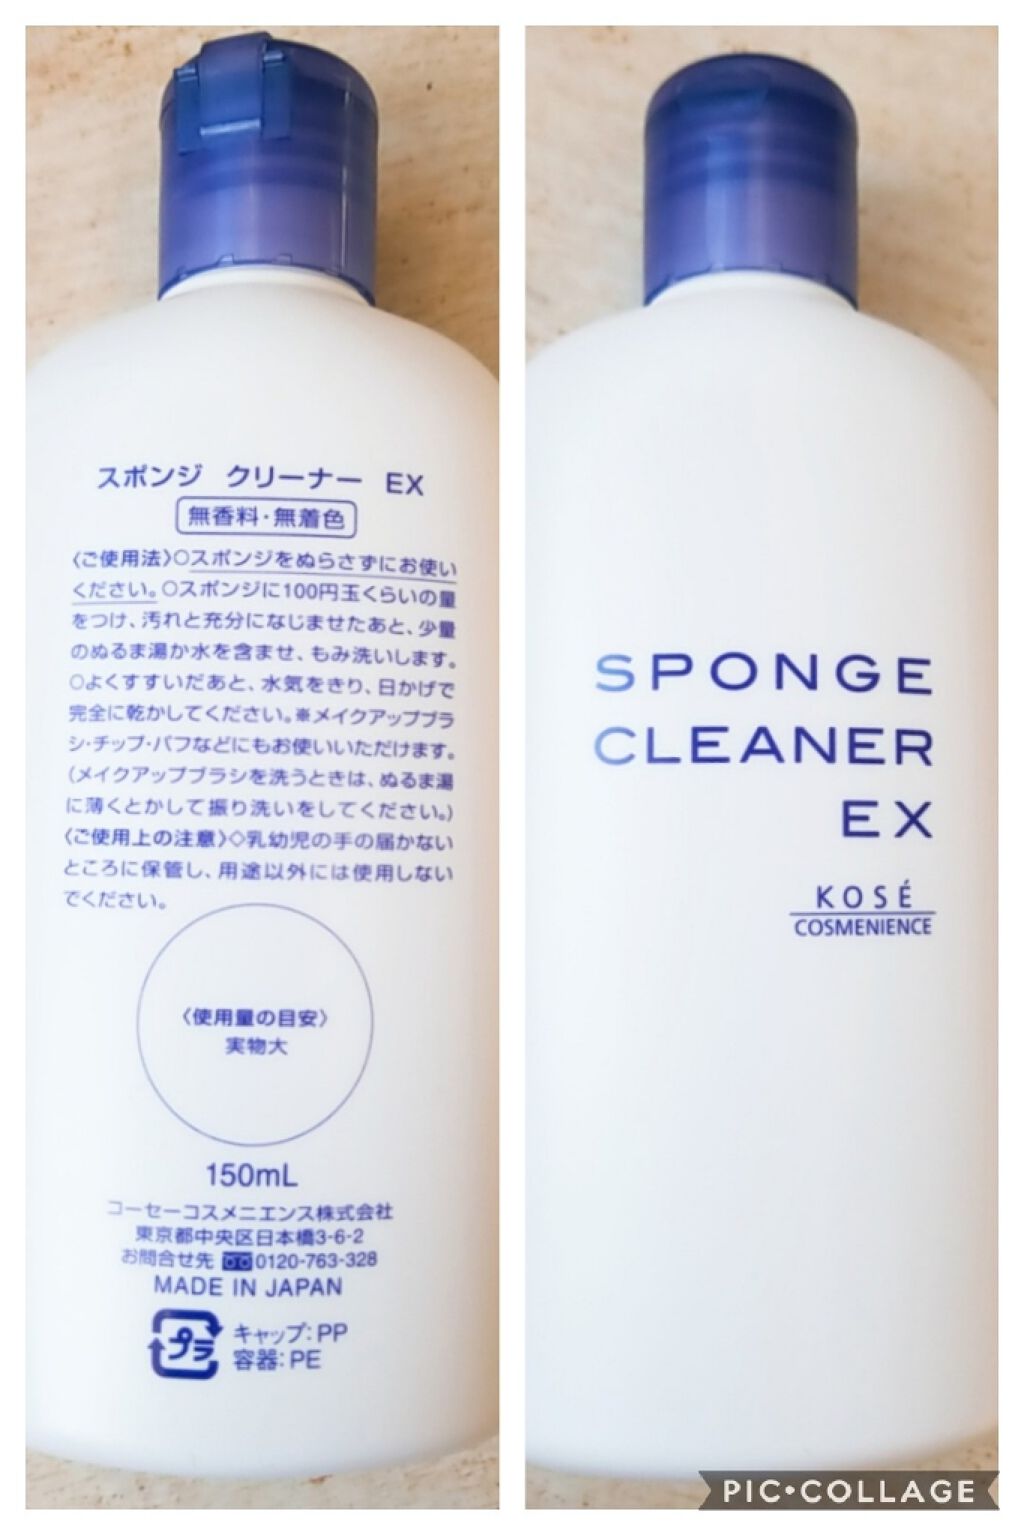 スポンジ クリーナー EX
無香料・無着色
〈ご使用法〉○スポンジをぬらさずにお使い
ください。○スポンジに100円玉くらいの量
をつけ、汚れと充分になじませたあと、少量
のぬるま湯か水を含ませ、もみ洗いします。
○よくすすいだあと、水気をきり、日かげで
完全に乾かしてください。※メイクアップブラ
シ・チップ・パフなどにもお使いいただけます。
（メイクアップブラシを洗うときは、ぬるま湯
に薄くとかして振り洗いをしてください。）
〈ご使用上の注意〉◇乳幼児の手の届かない
ところに保管し、用途以外には使用しない
でください。
〈使用量の目安〉
実物大
150mL
コーセーコスメニエンス株式会社
東京都中央区日本橋3-6-2
お問合せ先 0120-763-328
MADE IN JAPAN
プラ
キャップ：PP
容器：PE
SPONGE
CLEANER
EX
KOSÉ
COSMENIENCE
PIC•COLLAGE